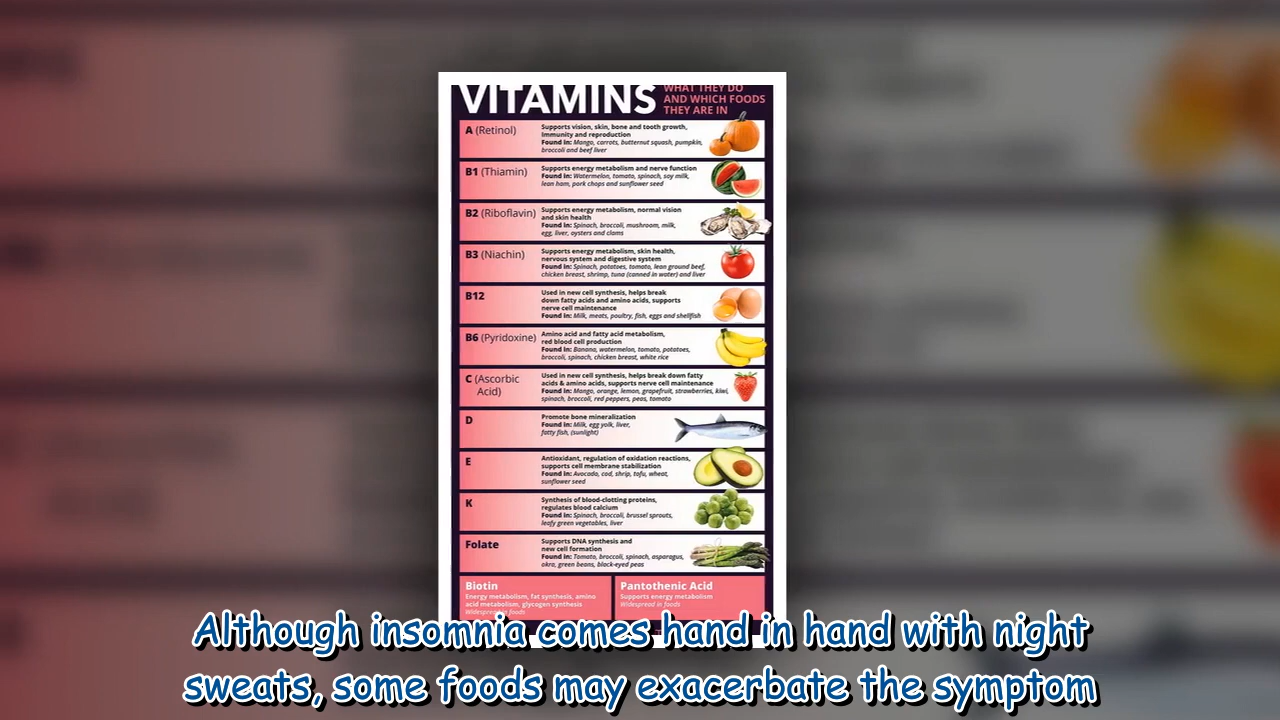 VITAMINS
WHAT THEY DO
AND WHICH FOODS
THEY ARE IN
A (Retinol)
Supports vision, skin, bone and tooth growth,
immunity and reproduction
Found in: Mango, carrots, butternut squash, pumpkin,
broccoli and beef liver
B1 (Thiamin)
Supports energy metabolism and nerve function
Found in: Watermelon, tomato, spinach, soy milk,
lean ham, pork chops and sunflower seed
B2 (Riboflavin)
Supports energy metabolism, normal vision
and skin health
Found in: Spinach, broccoli, mushroom, milk,
egg, liver, oysters and clams
B3 (Niachin)
Supports energy metabolism, skin health,
nervous system and digestive system
Found in: Spinach, potatoes, tomato, lean ground beef,
chicken breast, shrimp, tuna (canned in water) and liver
B12
Used in new cell synthesis, helps break
down fatty acids and amino acids, supports
nerve cell maintenance
Found in: Milk, meats, poultry, fish, eggs and shellfish
B6 (Pyridoxine)
Amino acid and fatty acid metabolism,
red blood cell production
Found in: Banana, watermelon, tomato, potatoes,
broccoli, spinach, chicken breast, white rice
C (Ascorbic
Acid)
Used in new cell synthesis, helps break down fatty
acids & amino acids, supports nerve cell maintenance
Found in: Mango, orange, lemon, grapefruit, strawberries, kiwi,
spinach, broccoli, red peppers, peas, tomato
D
Promote bone mineralization
Found in: Milk, egg yolk, liver,
fatty fish, (sunlight)
E
Antioxidant, regulation of oxidation reactions,
supports cell membrane stabilization
Found in: Avocado, cod, shrip, tofu, wheat,
sunflower seed
K
Synthesis of blood-clotting proteins,
regulates blood calcium
Found in: Spinach, broccoli, brussel sprouts,
leafy green vegetables, liver
Folate
Supports DNA synthesis and
new cell formation
Found in: Tomato, broccoli, spinach, asparagus,
okra, green beans, black-eyed peas
Biotin
Energy metabolism, fat synthesis, amino
acid metabolism, glycogen synthesis
Widespread in foods
Pantothenic Acid
Supports energy metabolism
Widespread in foods
Although insomnia comes hand in hand with night
sweats, some foods may exacerbate the symptom